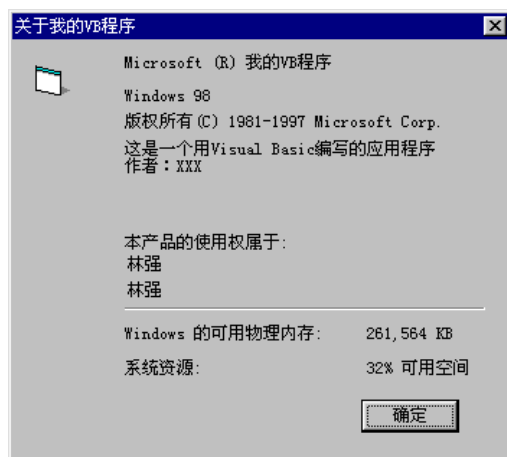 关于我的VB程序
Microsoft (R) 我的VB程序
Windows 98
版权所有(C) 1981-1997 Microsoft Corp.
这是一个用Visual Basic编写的应用程序
作者：XXX
本产品的使用权属于:
林强
林强
Windows 的可用物理内存: 261,564 KB
系统资源: 32% 可用空间
确定